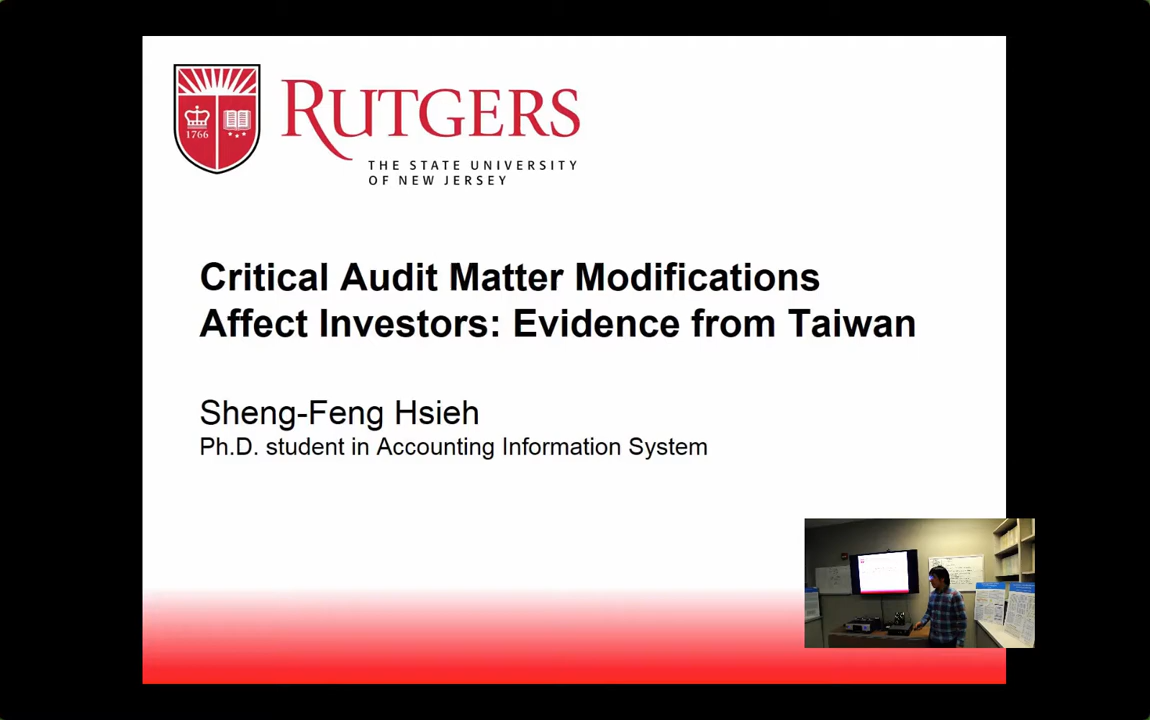 1766
RUTGERS
THE STATE UNIVERSITY
OF NEW JERSEY
Critical Audit Matter Modifications
Affect Investors: Evidence from Taiwan
Sheng-Feng Hsieh
Ph.D. student in Accounting Information System